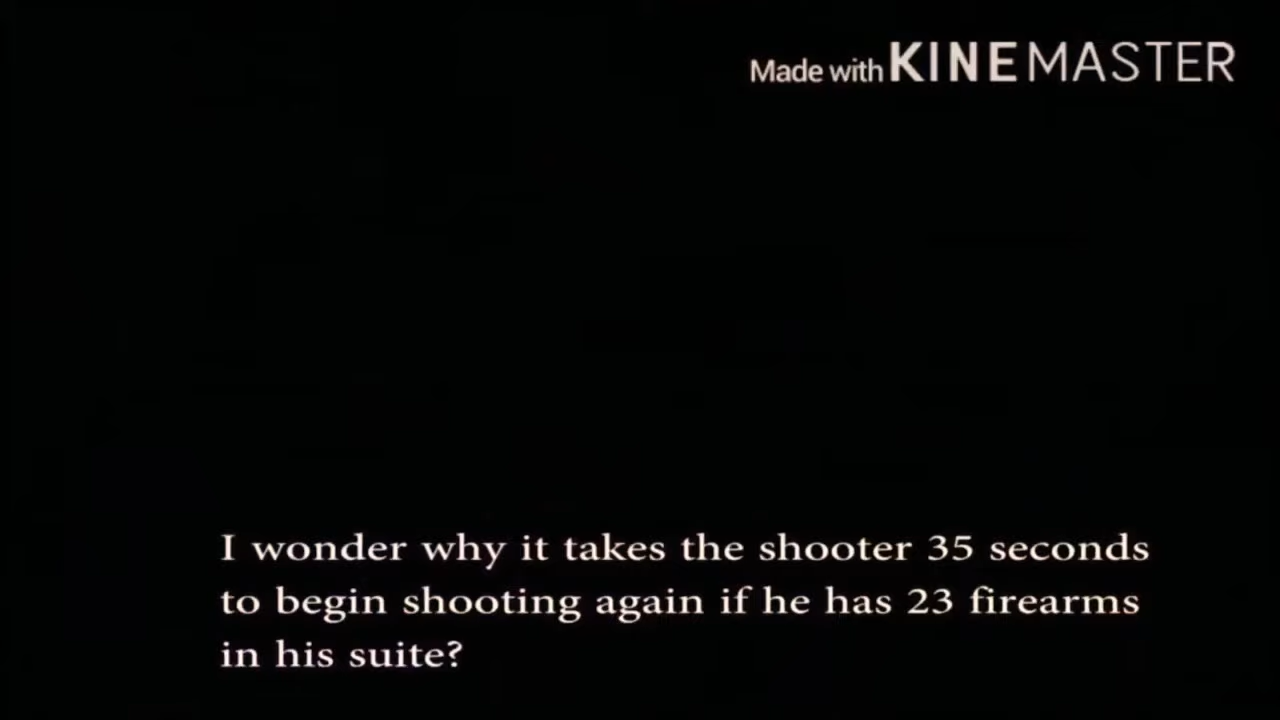 Made with KINEMASTER
I wonder why it takes the shooter 35 seconds
to begin shooting again if he has 23 firearms
in his suite?